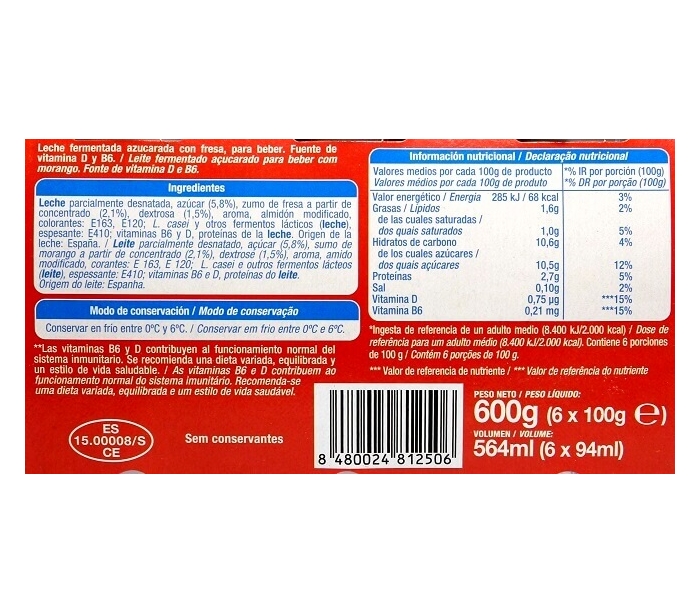 Leche fermentada azucarada con fresa, para beber. Fuente de
vitamina D y B6. / Leite fermentado açucarado para beber com
morango. Fonte de vitamina D e B6.
Ingredientes
Leche parcialmente desnatada, azúcar (5,8%), zumo de fresa a partir de
concentrado (2,1%), dextrosa (1,5%), aroma, almidón modificado,
colorantes: E163, E120; L. casei y otros fermentos lácteos (leche),
espesante: E410; vitaminas B6 y D, proteínas de la leche. Origen de la
leche: España. / Leite parcialmente desnatado, açúcar (5,8%), sumo de
morango a partir de concentrado (2,1%), dextrose (1,5%), aroma, amido
modificado, corantes: E 163, E 120; L. casei e outros fermentos lácteos
(leite), espessante: E410; vitaminas B6 e D, proteínas do leite.
Origem do leite: Espanha.
Modo de conservación / Modo de conservação
Conservar en frío entre 0ºC y 6ºC. / Conservar em frio entre 0ºC e 6ºC.
**Las vitaminas B6 y D contribuyen al funcionamiento normal del
sistema inmunitario. Se recomienda una dieta variada, equilibrada y
un estilo de vida saludable. / As vitaminas B6 e D contribuem ao
funcionamento normal do sistema imunitário. Recomenda-se
uma dieta variada, equilibrada e um estilo de vida saudável.
ES
15.00008/S
CE
Sem conservantes
8 480024 812506
Información nutricional / Declaração nutricional
Valores medios por cada 100g de producto *% IR por porción (100g)
Valores médios por cada 100g de produto *% DR por porção (100g)
Valor energético / Energia 285 kJ / 68 kcal 3%
Grasas / Lípidos 1,6g 2%
de las cuales saturadas /
dos quais saturados 1,0g 5%
Hidratos de carbono 10,6g 4%
de los cuales azúcares /
dos quais açúcares 10,5g 12%
Proteínas 2,7g 5%
Sal 0,10g 2%
Vitamina D 0,75 µg ***15%
Vitamina B6 0,21 mg ***15%
*Ingesta de referencia de un adulto medio (8.400 kJ/2.000 kcal) / Dose de
referência para um adulto médio (8.400 kJ/2.000 kcal). Contiene 6 porciones
de 100 g / Contém 6 porções de 100 g.
*** Valor de referencia de nutriente / *** Valor de referência do nutriente
PESO NETO / PESO LÍQUIDO:
600g (6 x 100g ℮)
VOLUMEN / VOLUME:
564ml (6 x 94ml)